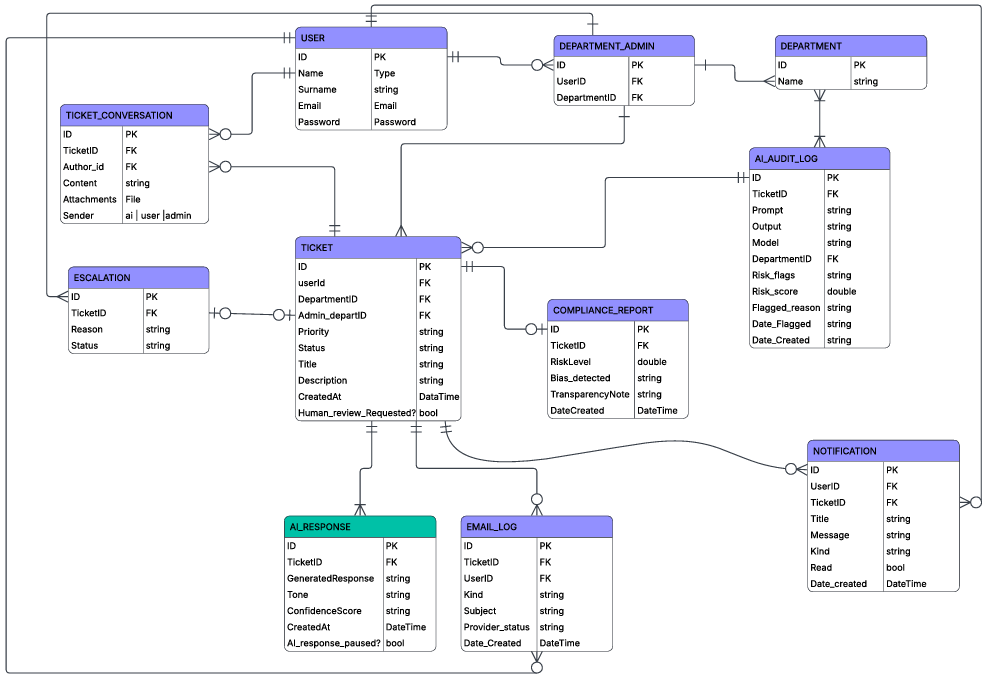 USER
ID PK
Name Type
Surname string
Email Email
Password Password
DEPARTMENT_ADMIN
ID PK
UserID FK
DepartmentID FK
DEPARTMENT
ID PK
Name string
TICKET_CONVERSATION
ID PK
TicketID FK
Author_id FK
Content string
Attachments File
Sender ai | user |admin
AI_AUDIT_LOG
ID PK
TicketID FK
Prompt string
Output string
Model string
DepartmentID FK
Risk_flags string
Risk_score double
Flagged_reason string
Date_Flagged string
Date_Created string
TICKET
ID PK
userId FK
DepartmentID FK
Admin_departID FK
Priority string
Status string
Title string
Description string
CreatedAt DataTime
Human_review_Requested? bool
ESCALATION
ID PK
TicketID FK
Reason string
Status string
COMPLIANCE_REPORT
ID PK
TicketID FK
RiskLevel double
Bias_detected string
TransparencyNote string
DateCreated DateTime
NOTIFICATION
ID PK
UserID FK
TicketID FK
Title string
Message string
Kind string
Read bool
Date_created DateTime
AI_RESPONSE
ID PK
TicketID FK
GeneratedResponse string
Tone string
ConfidenceScore string
CreatedAt DateTime
AI_response_paused? bool
EMAIL_LOG
ID PK
TicketID FK
UserID FK
Kind string
Subject string
Provider_status string
Date_Created DateTime